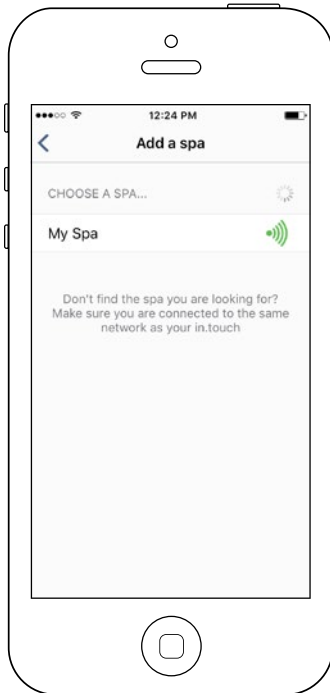 12:24 PM
Add a spa
CHOOSE A SPA...
My Spa
Don't find the spa you are looking for?
Make sure you are connected to the same
network as your in.touch